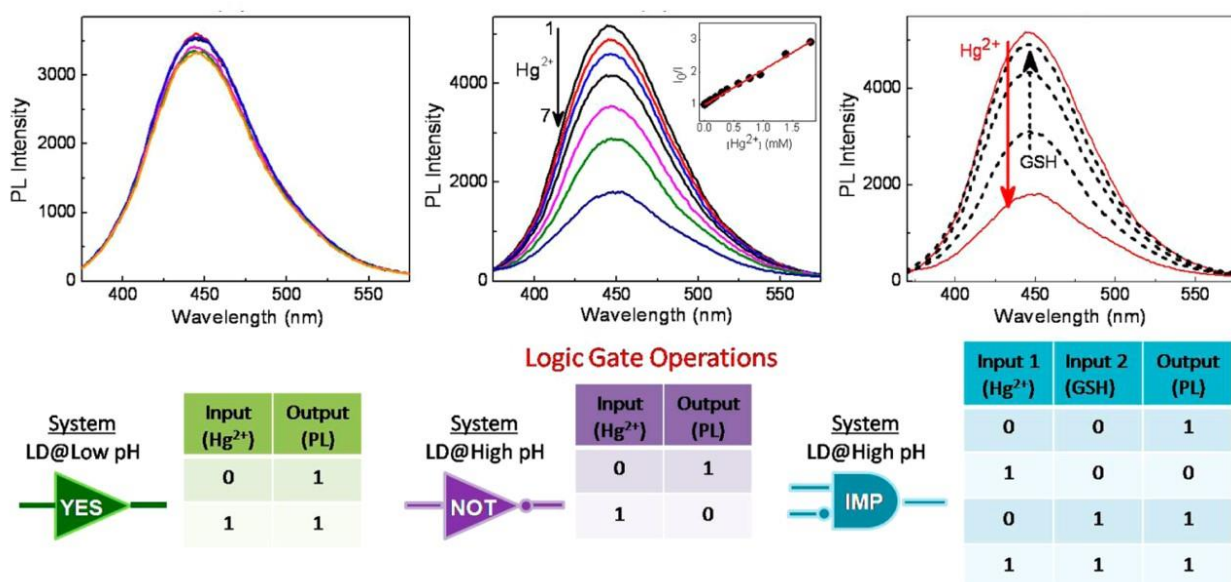 PL Intensity
3000
2000
1000
0
400 450 500 550
Wavelength (nm)
PL Intensity
4000
2000
0
1
Hg2+
7
I0/I
3
2
1
0.0 0.6 1.2 1.8
[Hg2+] (mM)
400 450 500 550
Wavelength (nm)
PL Intensity
4000
2000
0
Hg2+
GSH
400 450 500 550
Wavelength (nm)
Logic Gate Operations
System
LD@Low pH
YES
Input (Hg2+) Output (PL)
0 1
1 1
System
LD@High pH
NOT
Input (Hg2+) Output (PL)
0 1
1 0
System
LD@High pH
IMP
Input 1 (Hg2+) Input 2 (GSH) Output (PL)
0 0 1
1 0 0
0 1 1
1 1 1